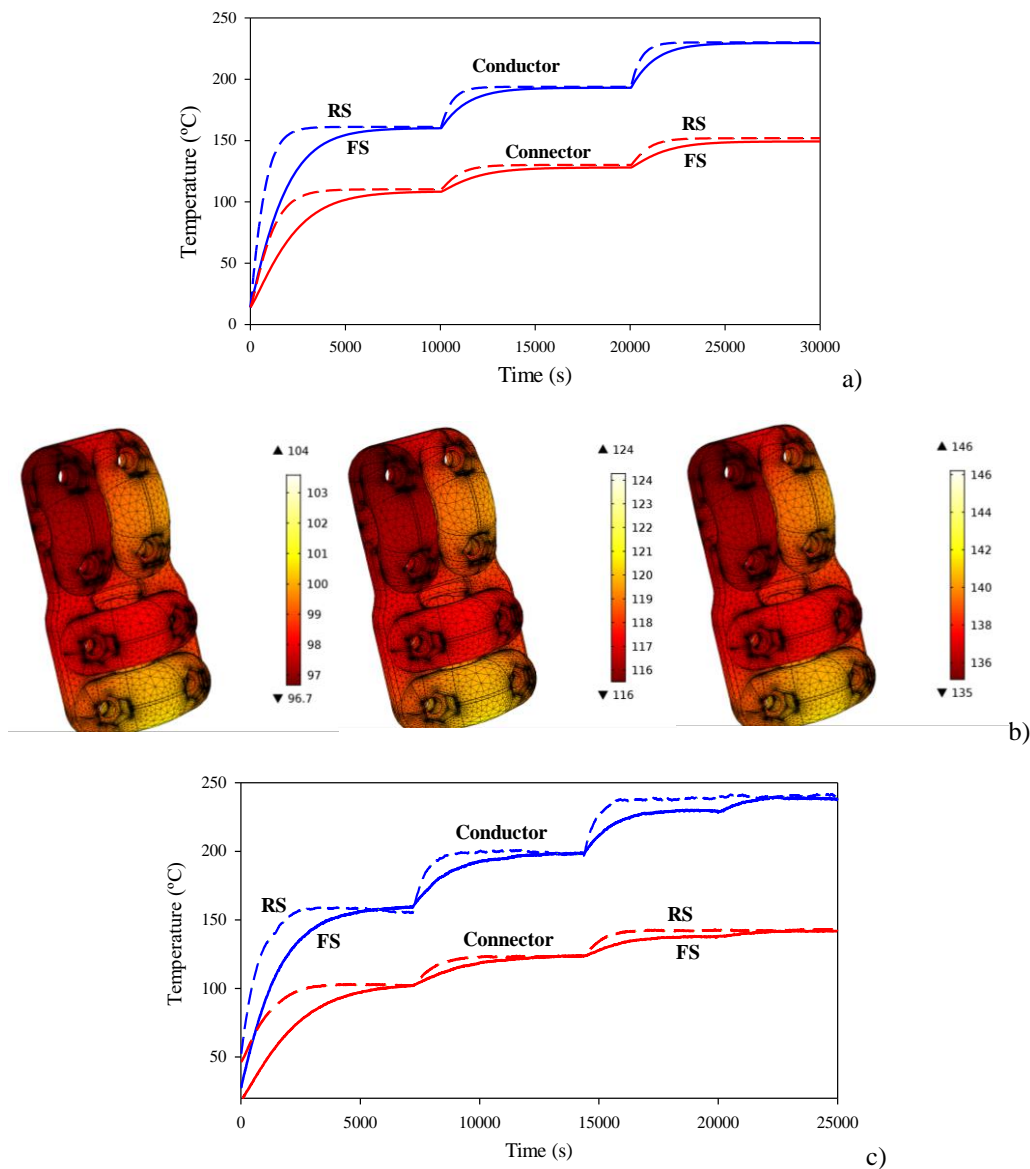 250
200
150
100
50
0
Temperature (ºC)
Conductor
RS
FS
Connector
RS
FS
0 5000 10000 15000 20000 25000 30000
Time (s)
a)
▲ 104
103
102
101
100
99
98
97
▼ 96.7
▲ 124
124
123
122
121
120
119
118
117
116
116
▼ 116
▲ 146
146
144
142
140
138
136
▼ 135
b)
250
200
150
100
50
Temperature (ºC)
Conductor
RS
FS
Connector
RS
FS
0 5000 10000 15000 20000 25000
Time (s)
c)